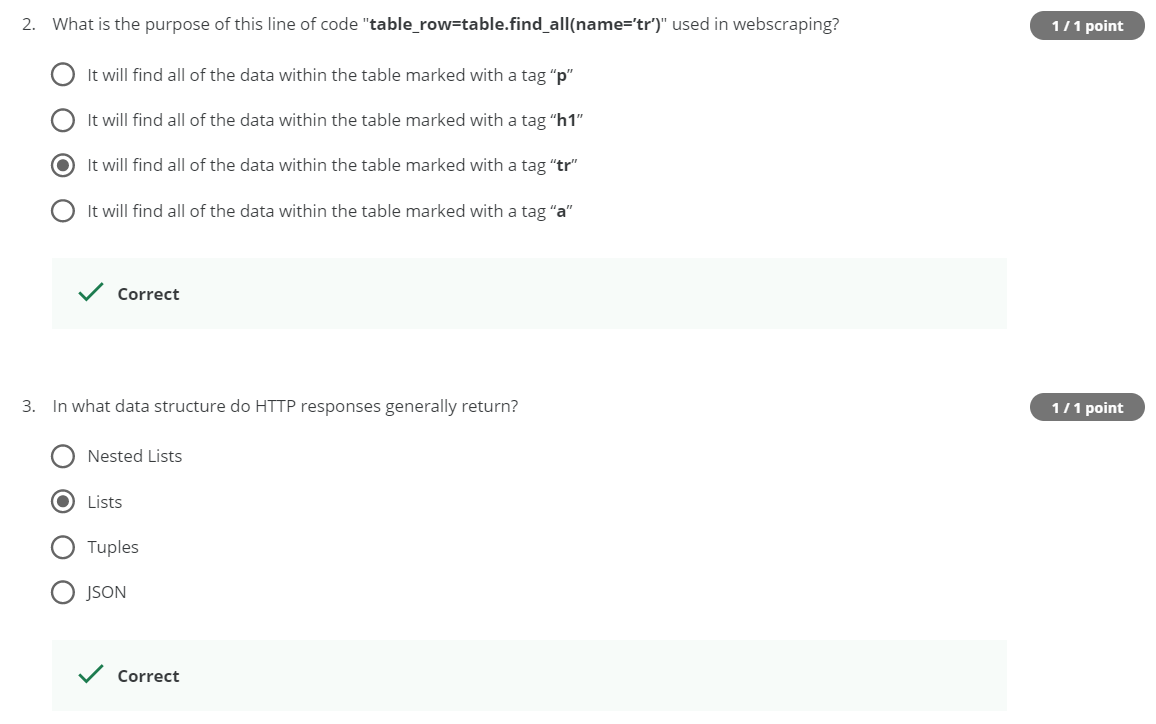 2. What is the purpose of this line of code "table_row=table.find_all(name=’tr’)" used in webscraping?
1 / 1 point
It will find all of the data within the table marked with a tag “p”
It will find all of the data within the table marked with a tag “h1”
It will find all of the data within the table marked with a tag “tr”
It will find all of the data within the table marked with a tag “a”
Correct
3. In what data structure do HTTP responses generally return?
1 / 1 point
Nested Lists
Lists
Tuples
JSON
Correct